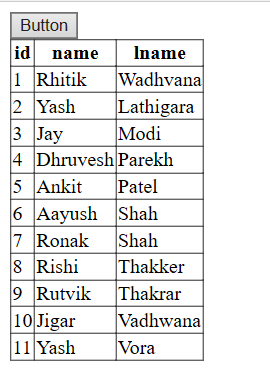 Button
id name lname
1 Rhitik Wadhvana
2 Yash Lathigara
3 Jay Modi
4 Dhruvesh Parekh
5 Ankit Patel
6 Aayush Shah
7 Ronak Shah
8 Rishi Thakker
9 Rutvik Thakrar
10 Jigar Vadhwana
11 Yash Vora